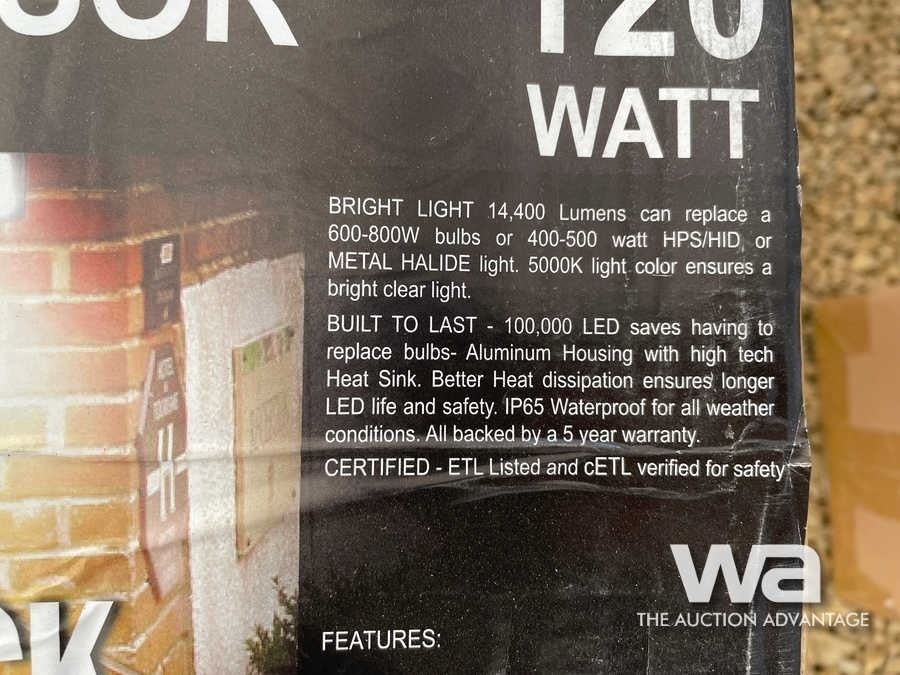 120
WATT
BRIGHT LIGHT 14,400 Lumens can replace a
600-800W bulbs or 400-500 watt HPS/HID, or
METAL HALIDE light. 5000K light color ensures a
bright clear light.
BUILT TO LAST - 100,000 LED saves having to
replace bulbs- Aluminum Housing with high tech
Heat Sink. Better Heat dissipation ensures longer
LED life and safety. IP65 Waterproof for all weather
conditions. All backed by a 5 year warranty.
CERTIFIED - ETL Listed and cETL verified for safety
FEATURES:
wa
THE AUCTION ADVANTAGE